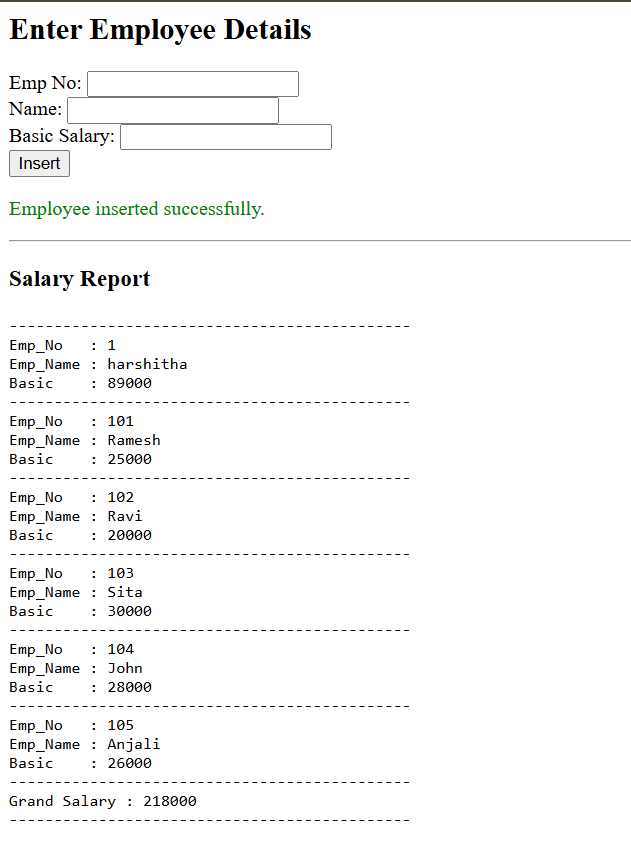 Enter Employee Details
Emp No:
Name:
Basic Salary:
Insert
Employee inserted successfully.
Salary Report
---------------------------------------------
Emp_No   : 1
Emp_Name : harshitha
Basic    : 89000
---------------------------------------------
Emp_No   : 101
Emp_Name : Ramesh
Basic    : 25000
---------------------------------------------
Emp_No   : 102
Emp_Name : Ravi
Basic    : 20000
---------------------------------------------
Emp_No   : 103
Emp_Name : Sita
Basic    : 30000
---------------------------------------------
Emp_No   : 104
Emp_Name : John
Basic    : 28000
---------------------------------------------
Emp_No   : 105
Emp_Name : Anjali
Basic    : 26000
---------------------------------------------
Grand Salary : 218000
---------------------------------------------